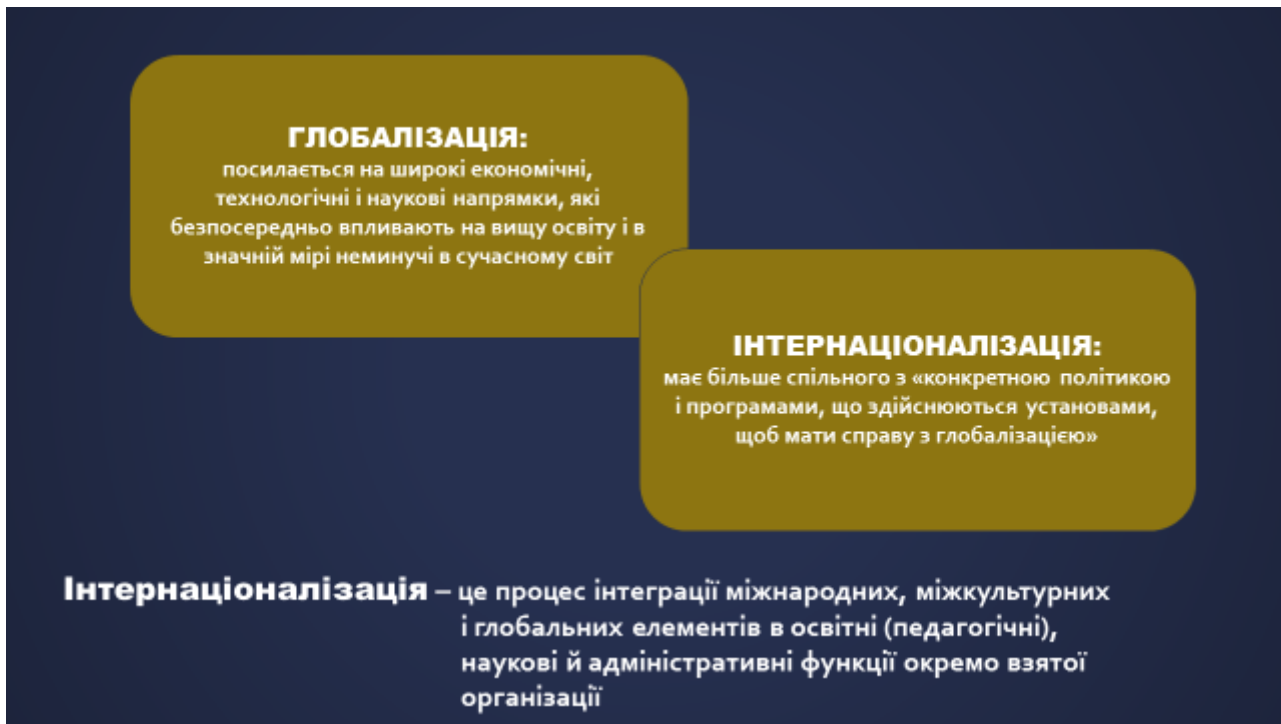 ГЛОБАЛІЗАЦІЯ:
посилається на широкі економічні,
технологічні і наукові напрямки, які
безпосередньо впливають на вищу освіту і в
значній мірі неминучі в сучасному світ
ІНТЕРНАЦІОНАЛІЗАЦІЯ:
має більше спільного з «конкретною політикою
і програмами, що здійснюються установами,
щоб мати справу з глобалізацією»
Інтернаціоналізація – це процес інтеграції міжнародних, міжкультурних
і глобальних елементів в освітні (педагогічні),
наукові й адміністративні функції окремо взятої
організації